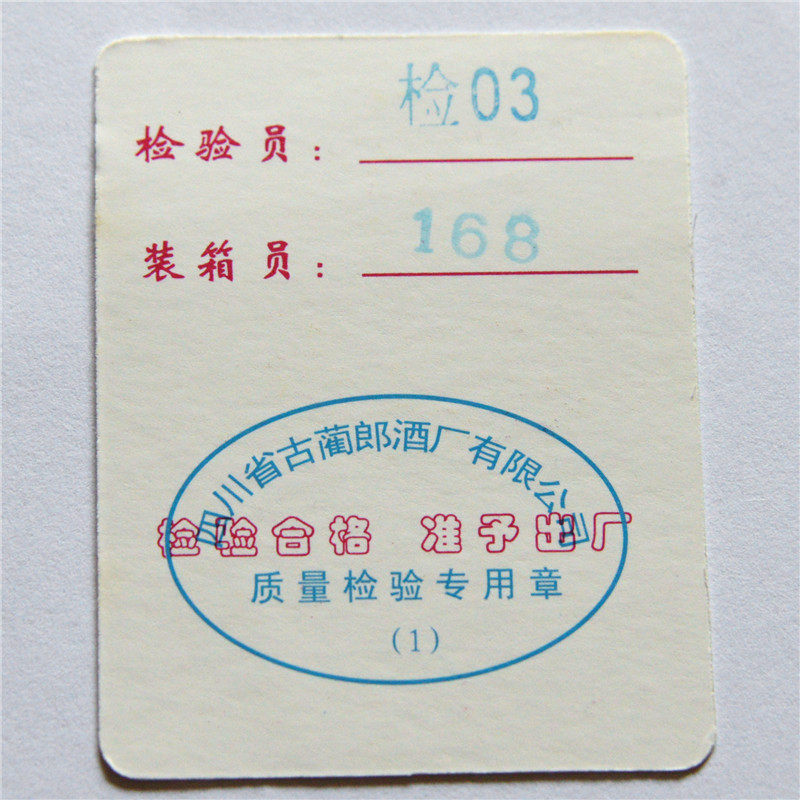 检验员：检03
装箱员：168
四川省古蔺郎酒厂有限公司
检验合格 准予出厂
质量检验专用章
(1)